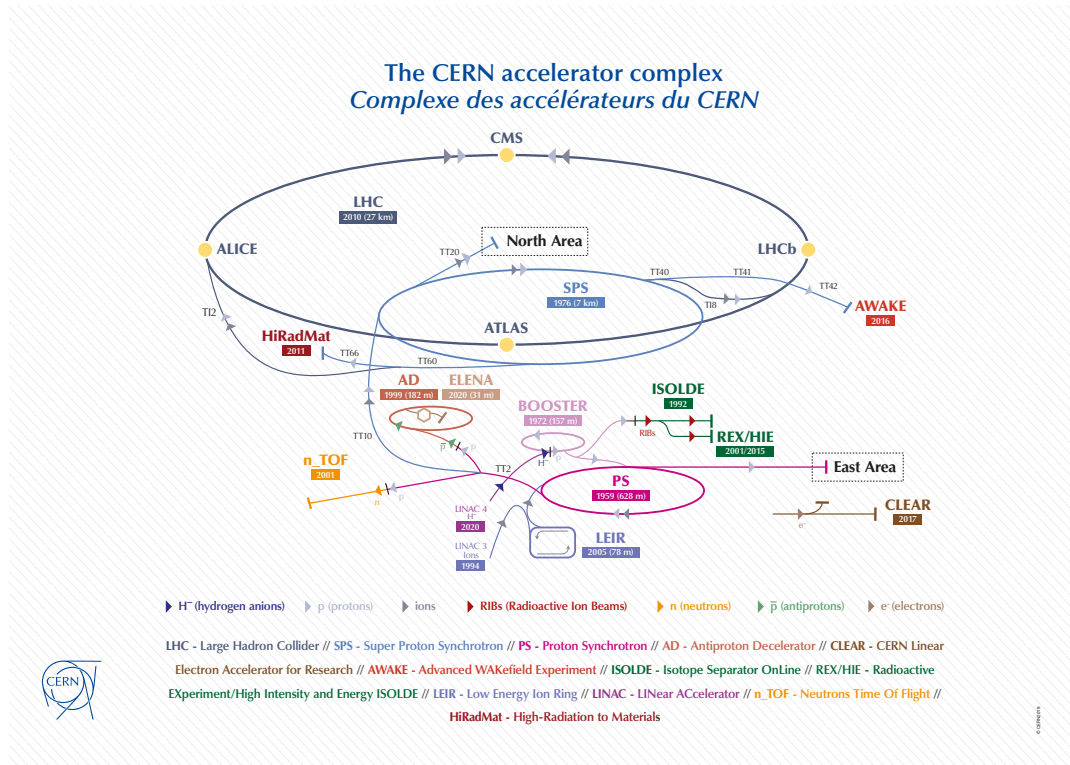 The CERN accelerator complex
Complexe des accélérateurs du CERN
CMS
LHC
2010 (27 km)
ALICE
TT20
North Area
LHCb
SPS
1976 (7 km)
TT40
TT41
TT42
TI8
AWAKE
2016
TI2
ATLAS
HiRadMat
2011
TT66
TT60
AD
1999 (182 m)
ELENA
2020 (31 m)
ISOLDE
1992
BOOSTER
1972 (157 m)
RIBs
REX/HIE
2001/2015
TT10
p̅
p
H⁻
p
n_TOF
2001
TT2
East Area
PS
1959 (628 m)
n
p
LINAC 4
H⁻
2020
CLEAR
2017
e⁻
LINAC 3
Ions
1994
LEIR
2005 (78 m)
H⁻ (hydrogen anions)
p (protons)
ions
RIBs (Radioactive Ion Beams)
n (neutrons)
p̅ (antiprotons)
e⁻ (electrons)
LHC - Large Hadron Collider // SPS - Super Proton Synchrotron // PS - Proton Synchrotron // AD - Antiproton Decelerator // CLEAR - CERN Linear
Electron Accelerator for Research // AWAKE - Advanced WAKefield Experiment // ISOLDE - Isotope Separator OnLine // REX/HIE - Radioactive
EXperiment/High Intensity and Energy ISOLDE // LEIR - Low Energy Ion Ring // LINAC - LINear ACcelerator // n_TOF - Neutrons Time Of Flight //
HiRadMat - High-Radiation to Materials
CERN